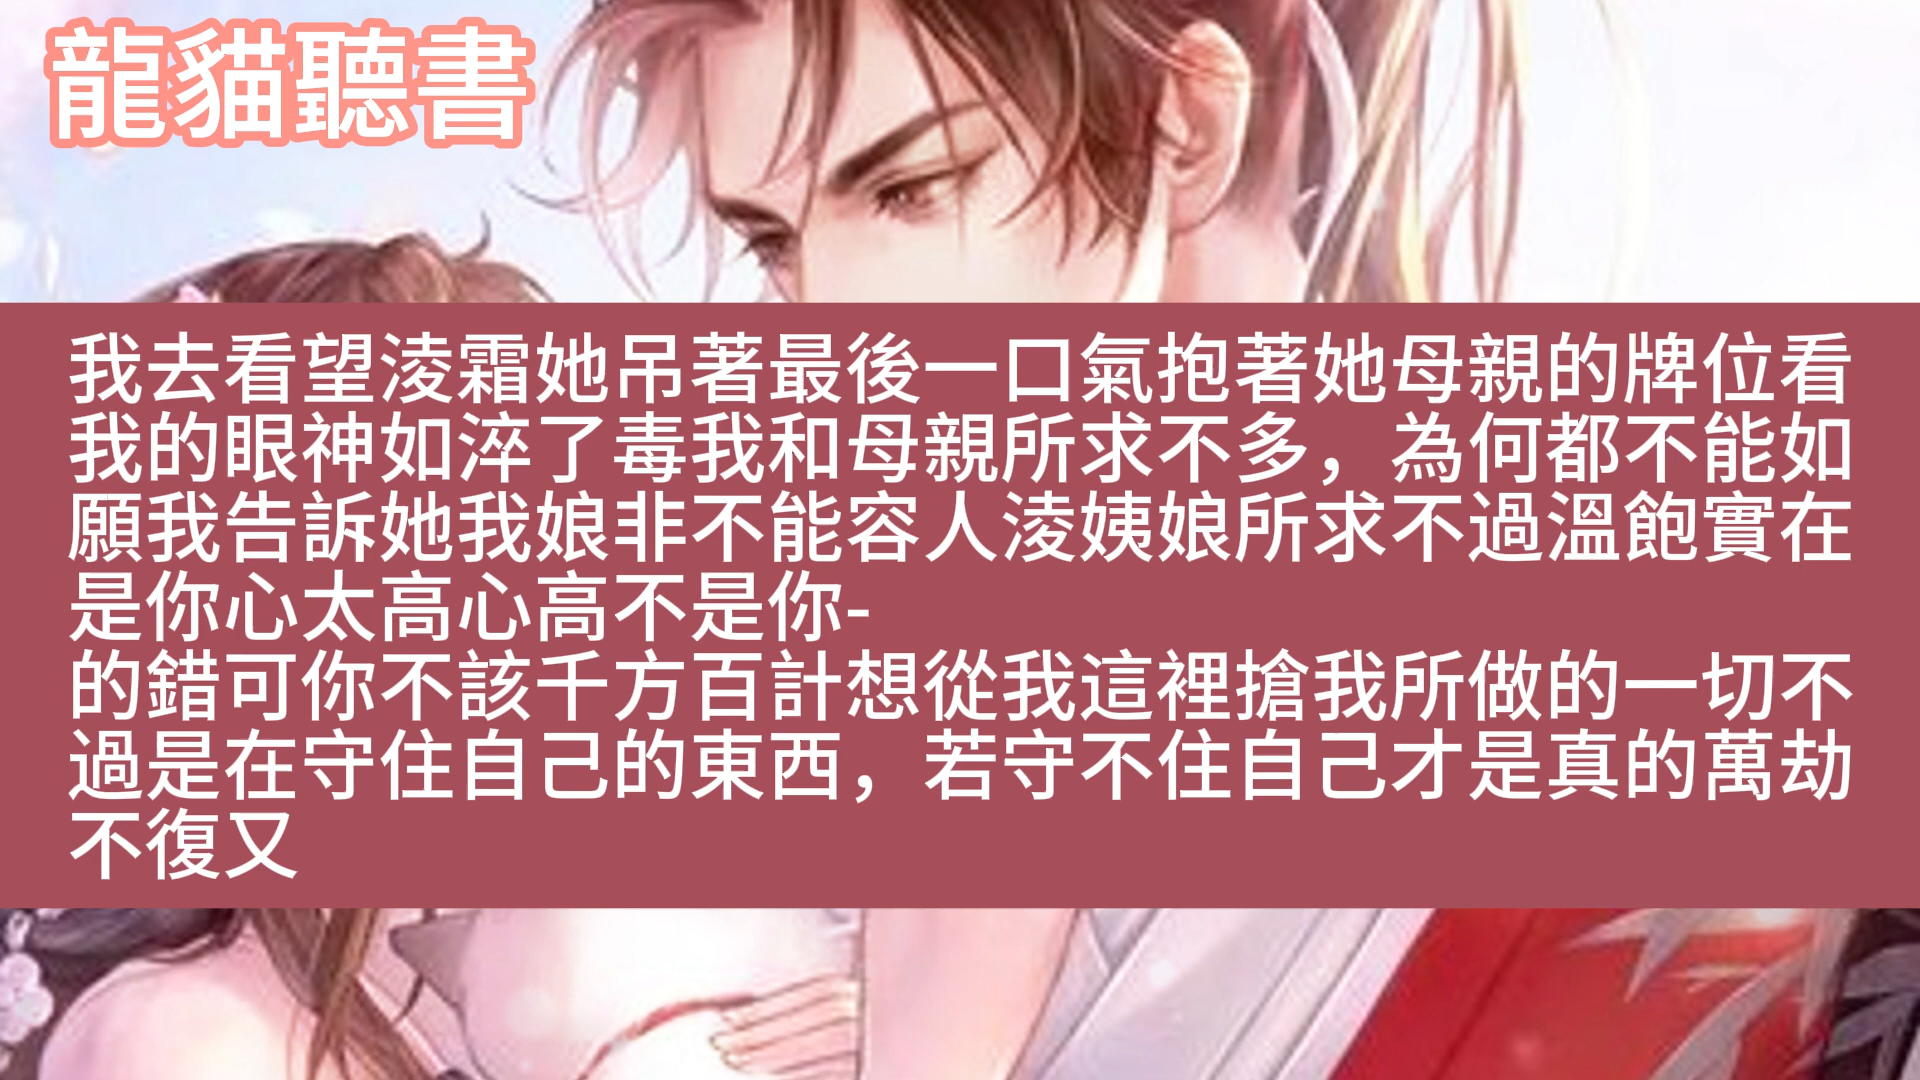 龍貓聽書
我去看望淩霜她吊著最後一口氣抱著她母親的牌位看
我的眼神如淬了毒我和母親所求不多，為何都不能如
願我告訴她我娘非不能容人淩姨娘所求不過溫飽實在
是你心太高心高不是你-
的錯可你不該千方百計想從我這裡搶我所做的一切不
過是在守住自己的東西，若守不住自己才是真的萬劫
不復又